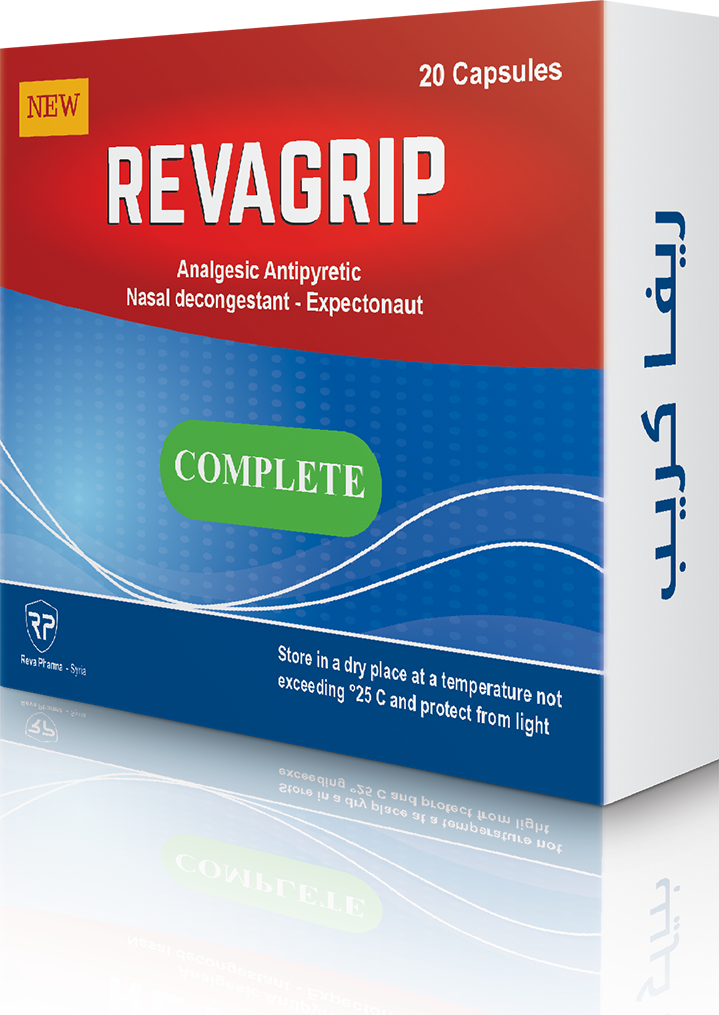 20 Capsules
NEW
REVAGRIP
Analgesic Antipyretic
Nasal decongestant - Expectonaut
COMPLETE
RP
Reva Pharma - Syria
Store in a dry place at a temperature not
exceeding °25 C and protect from light
ريفا كريب